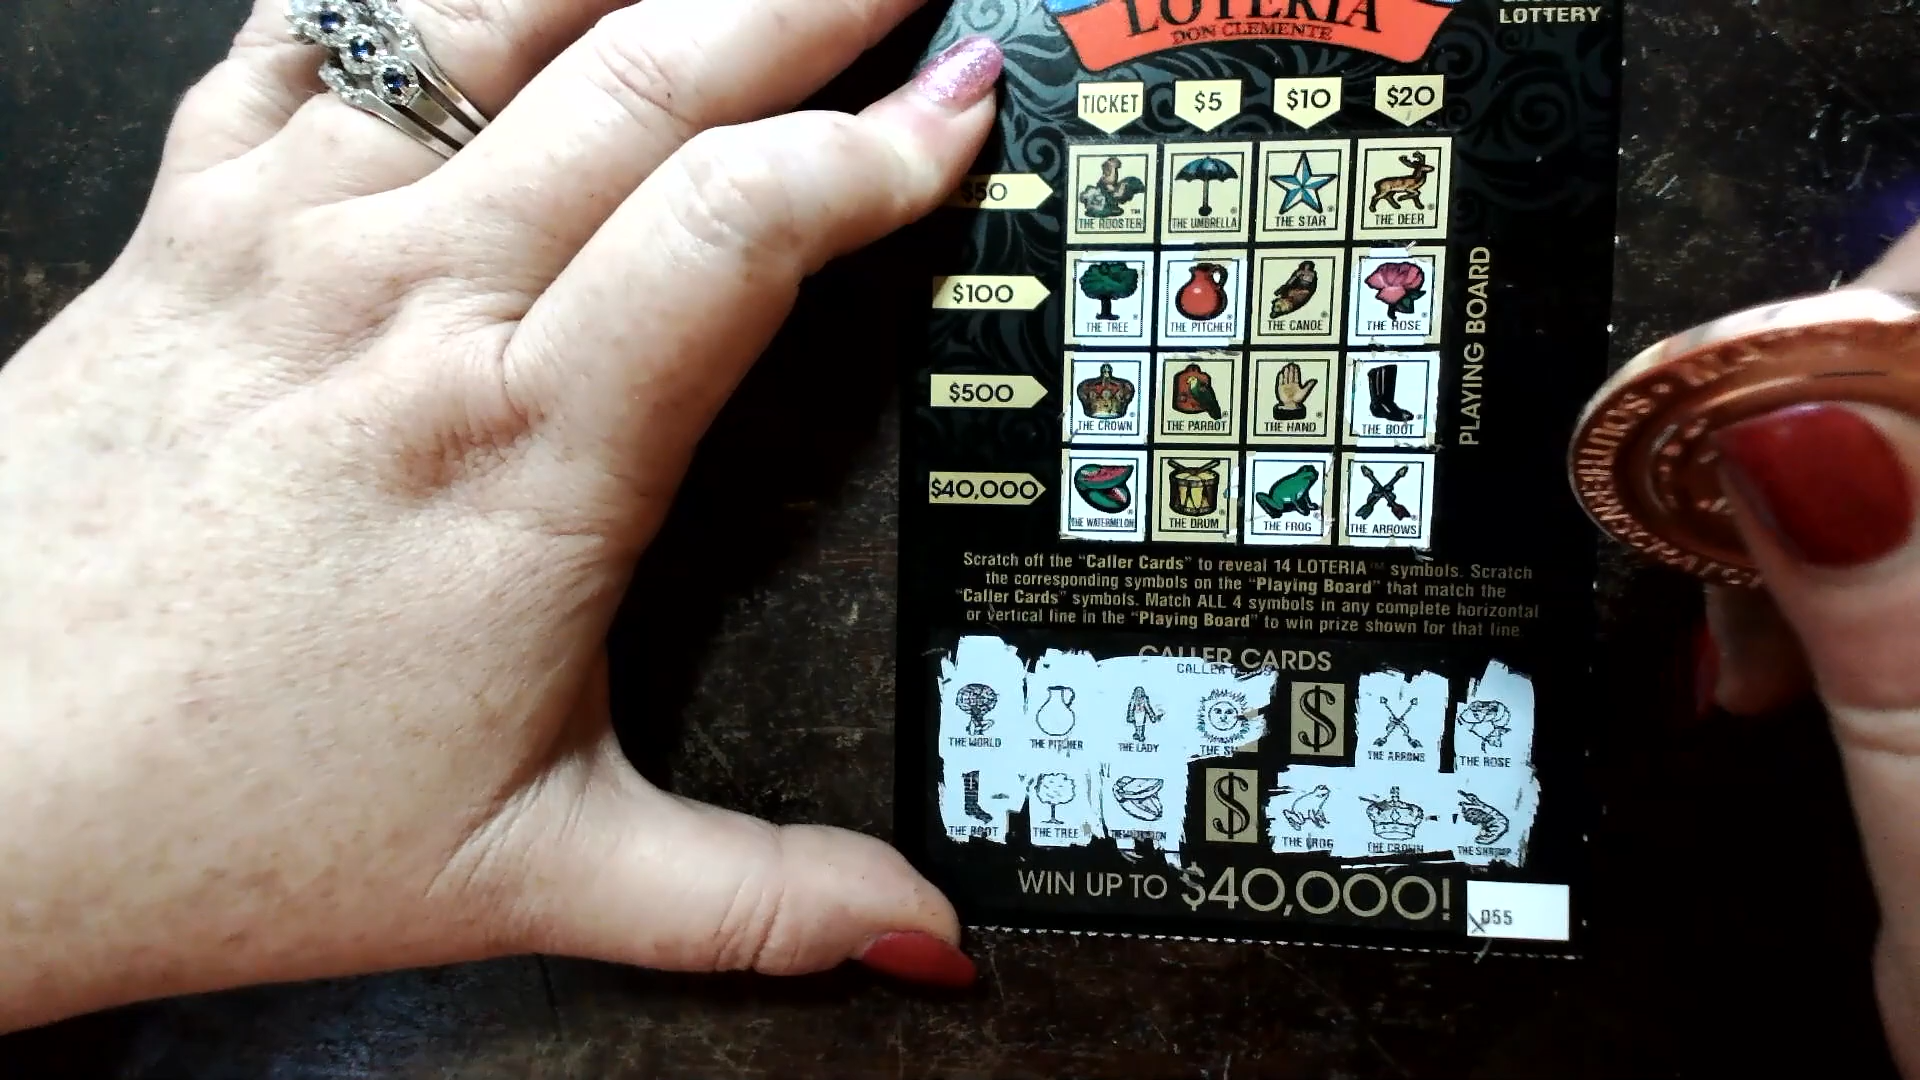 LOTERIA
DON CLEMENTE
LOTTERY
TICKET $5 $10 $20
$50
THE ROOSTER THE UMBRELLA THE STAR THE DEER
$100
THE TREE THE PITCHER THE CANOE THE ROSE
$500
THE CROWN THE PARROT THE HAND THE BOOT
$40,000
THE WATERMELON THE DRUM THE FROG THE ARROWS
PLAYING BOARD
Scratch off the "Caller Cards" to reveal 14 LOTERIA™ symbols. Scratch
the corresponding symbols on the "Playing Board" that match the
"Caller Cards" symbols. Match ALL 4 symbols in any complete horizontal
or vertical line in the "Playing Board" to win prize shown for that line.
CALLER CARDS
THE WORLD THE PITCHER THE LADY THE $ THE ARROWS THE ROSE
THE BOOT THE TREE $ THE FROG THE CROWN THE SHRIMP
WIN UP TO $40,000!
055